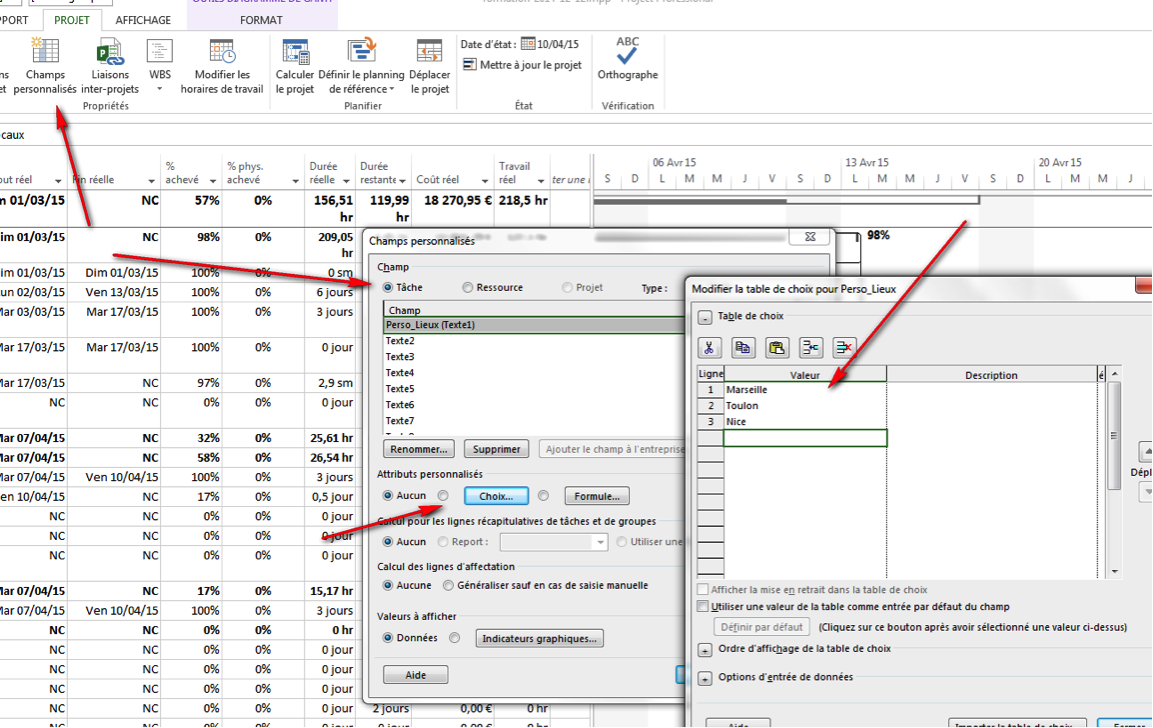 OUTILS DIAGRAMME DE GANTT
formation 2014-12-12.mpp - Project Professional
PPORT PROJET AFFICHAGE FORMAT
Champs personnalisés
Liaisons inter-projets
WBS
Modifier les horaires de travail
Propriétés
Calculer le projet
Définir le planning de référence
Déplacer le projet
Planifier
Date d'état : 10/04/15
Mettre à jour le projet
État
ABC
Orthographe
Vérification
ocaux
out réel
Fin réelle
% achevé
% phys. achevé
Durée réelle
Durée restante
Coût réel
Travail réel
ter une
06 Avr 15 13 Avr 15 20 Avr 15
S D L M M J V S D L M M J V S D L M M J
m 01/03/15 NC 57% 0% 156,51 hr 119,99 hr 18 270,95 € 218,5 hr
im 01/03/15 NC 98% 0% 209,05 hr
98%
im 01/03/15 Dim 01/03/15 100% 0% 0 sm
un 02/03/15 Ven 13/03/15 100% 0% 6 jours
Mar 03/03/15 Mar 17/03/15 100% 0% 3 jours
Mar 17/03/15 Mar 17/03/15 100% 0% 0 jour
Mar 17/03/15 NC 97% 0% 2,9 sm
NC NC 0% 0% 0 jour
Mar 07/04/15 NC 32% 0% 25,61 hr
Mar 07/04/15 NC 58% 0% 26,54 hr
Mar 07/04/15 Ven 10/04/15 100% 0% 3 jours
en 10/04/15 NC 17% 0% 0,5 jour
NC NC 0% 0% 0 jour
NC NC 0% 0% 0 jour
NC NC 0% 0% 0 jour
Mar 07/04/15 NC 17% 0% 15,17 hr
Mar 07/04/15 Ven 10/04/15 100% 0% 3 jours
NC NC 0% 0% 0 hr
NC NC 0% 0% 0 jour
NC NC 0% 0% 0 jour
NC NC 0% 0% 0 jour
NC NC 0% 0% 0 jour 2 jours 0,00 € 0 hr
NC NC 0% 0% 0 jour
Champs personnalisés
Champ
Tâche Ressource Projet Type :
Champ
Perso_Lieux (Texte1)
Texte2
Texte3
Texte4
Texte5
Texte6
Texte7
Renommer... Supprimer Ajouter le champ à l'entreprise
Attributs personnalisés
Aucun Choix... Formule...
Calcul pour les lignes récapitulatives de tâches et de groupes
Aucun Report : Utiliser une
Calcul des lignes d'affectation
Aucune Généraliser sauf en cas de saisie manuelle
Valeurs à afficher
Données Indicateurs graphiques...
Aide
Modifier la table de choix pour Perso_Lieux
Table de choix
Ligne Valeur Description
1 Marseille
2 Toulon
3 Nice
Dépl
Afficher la mise en retrait dans la table de choix
Utiliser une valeur de la table comme entrée par défaut du champ
Définir par défaut (Cliquez sur ce bouton après avoir sélectionné une valeur ci-dessus)
Ordre d'affichage de la table de choix
Options d'entrée de données
Aide Importer la table de choix... Fermer